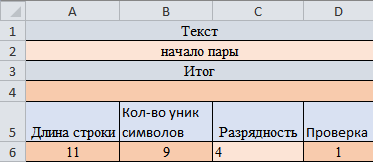 A B C D
1 Текст
2 начало пары
3 Итог
4
5 Длина строки Кол-во уник символов Разрядность Проверка
6 11 9 4 1